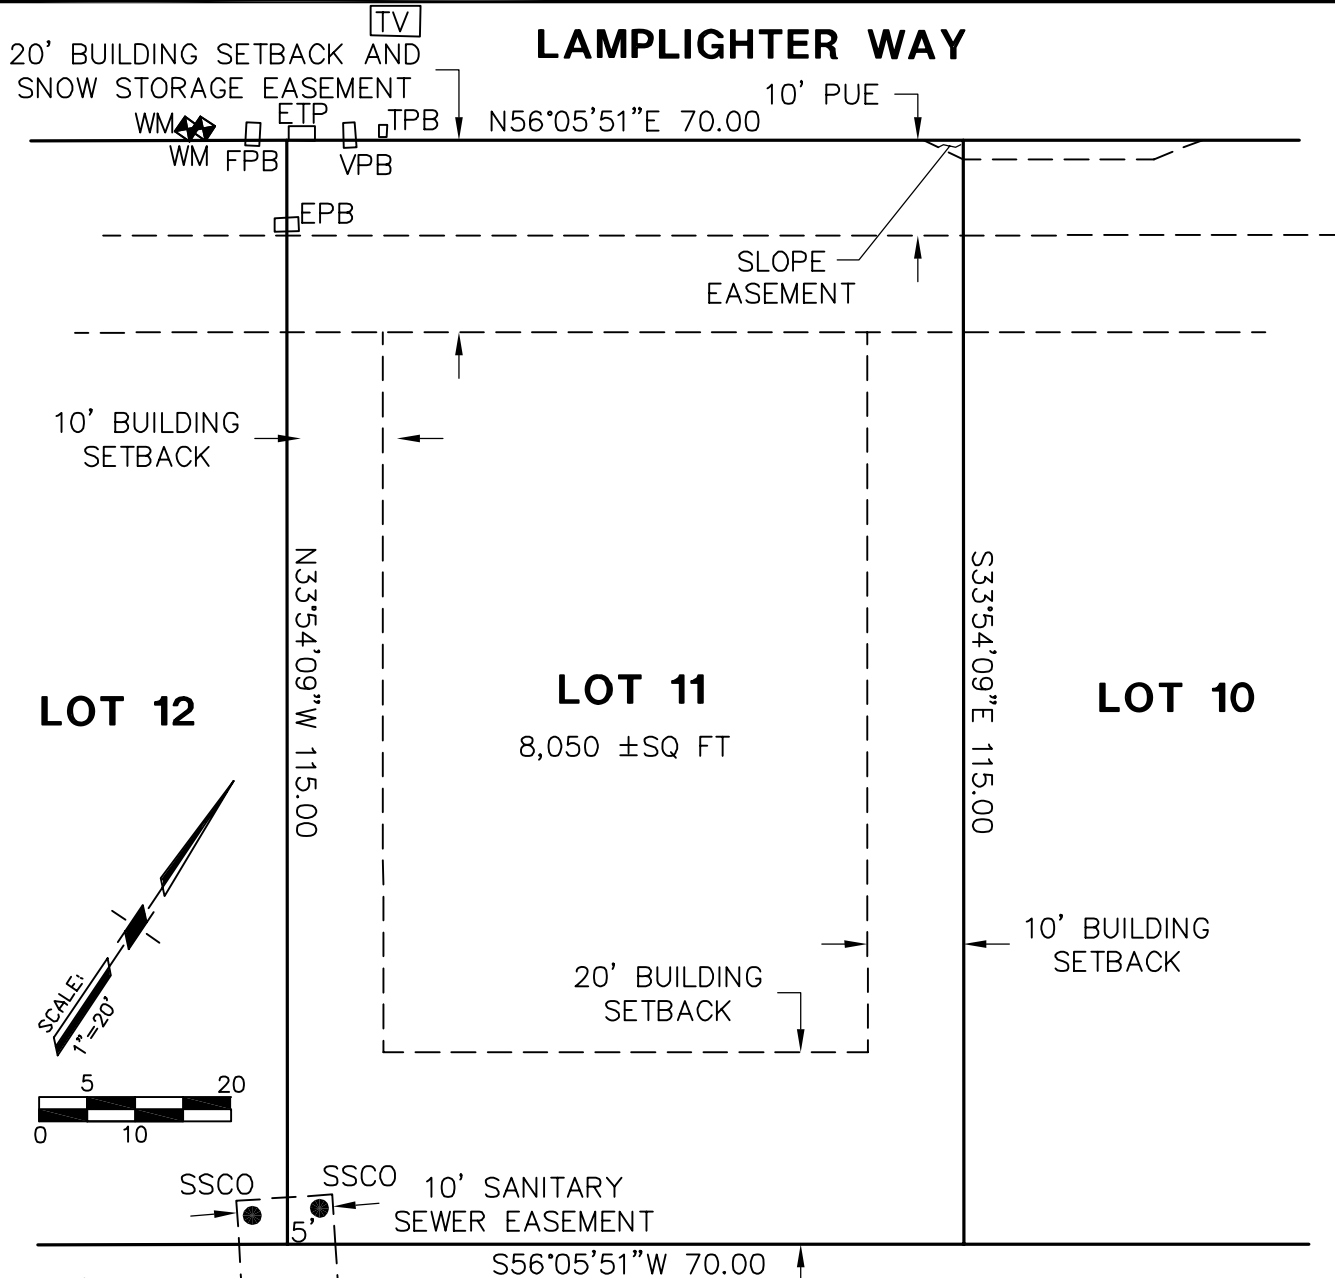 TV
LAMPLIGHTER WAY
20' BUILDING SETBACK AND
SNOW STORAGE EASEMENT
10' PUE
ETP
TPB
N56°05'51"E 70.00
WM
WM
FPB
VPB
EPB
SLOPE
EASEMENT
10' BUILDING
SETBACK
N33°54'09"W 115.00
S33°54'09"E 115.00
LOT 12
LOT 11
8,050 ±SQ FT
LOT 10
10' BUILDING
SETBACK
20' BUILDING
SETBACK
SCALE:
1"=20'
5
20
0
10
SSCO
SSCO
10' SANITARY
SEWER EASEMENT
5'
S56°05'51"W 70.00